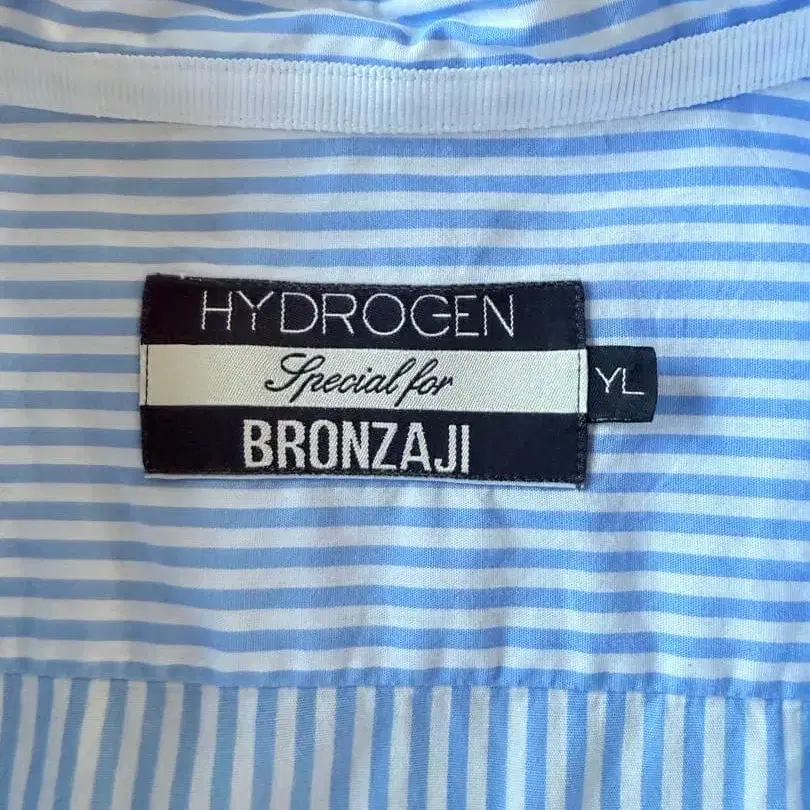 HYDROGEN
Special for
YL
BRONZAJI